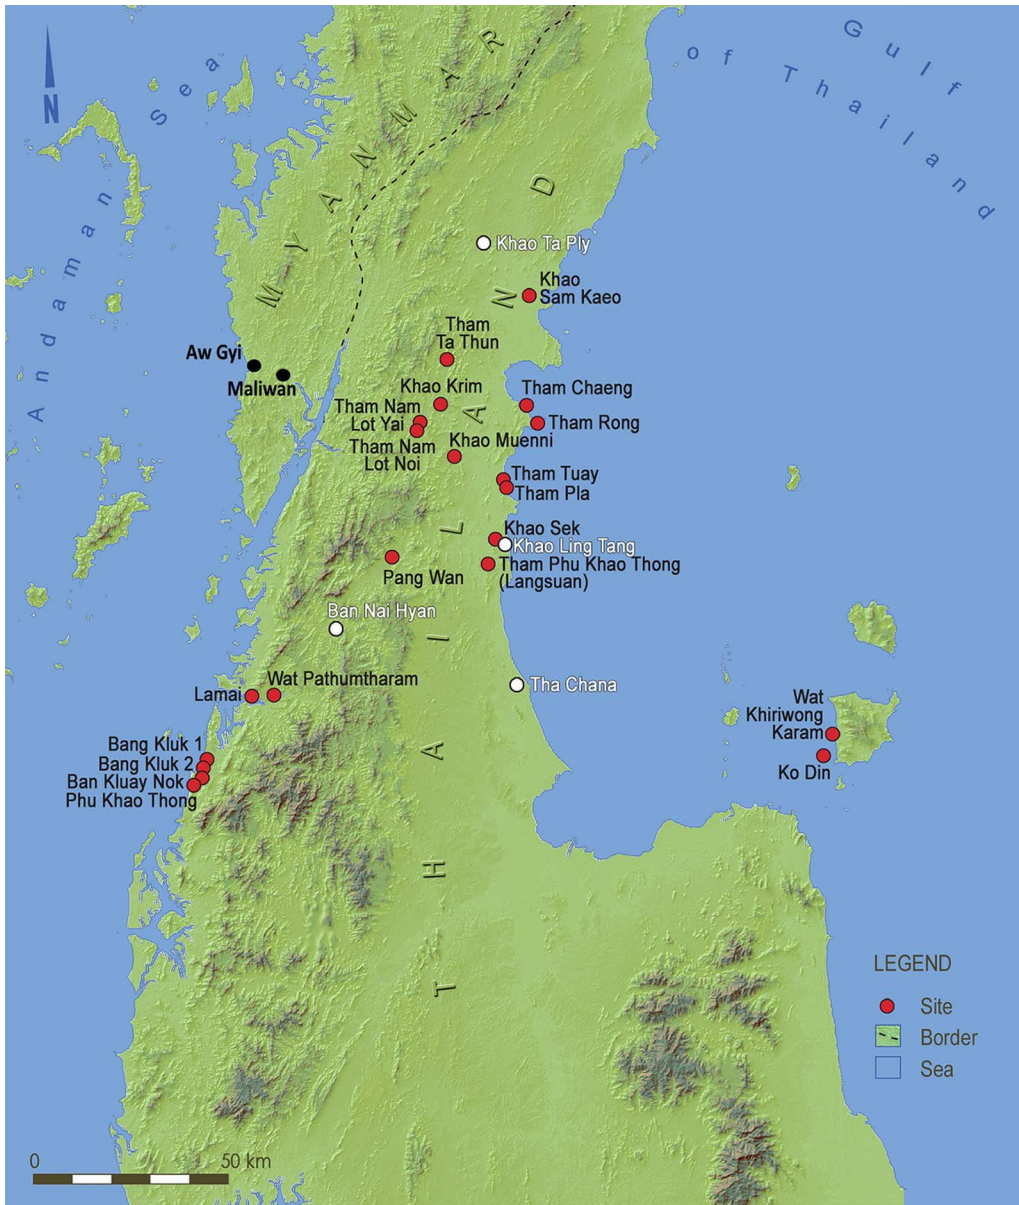 Gulf
of Thailand
Andaman Sea
N
MYANMAR
THAILAND
Khao Ta Ply
Khao
Sam Kaeo
Tham
Ta Thun
Aw Gyi
Maliwan
Khao Krim
Tham Chaeng
Tham Nam
Lot Yai
Tham Rong
Tham Nam
Lot Noi
Khao Muenni
Tham Tuay
Tham Pla
Khao Sek
Khao Ling Tang
Tham Phu Khao Thong
(Langsuan)
Pang Wan
Ban Nai Hyan
Wat Pathumtharam
Lamai
Tha Chana
Wat
Khiriwong
Karam
Ko Din
Bang Kluk 1
Bang Kluk 2
Ban Kluay Nok
Phu Khao Thong
LEGEND
Site
Border
Sea
0 50 km